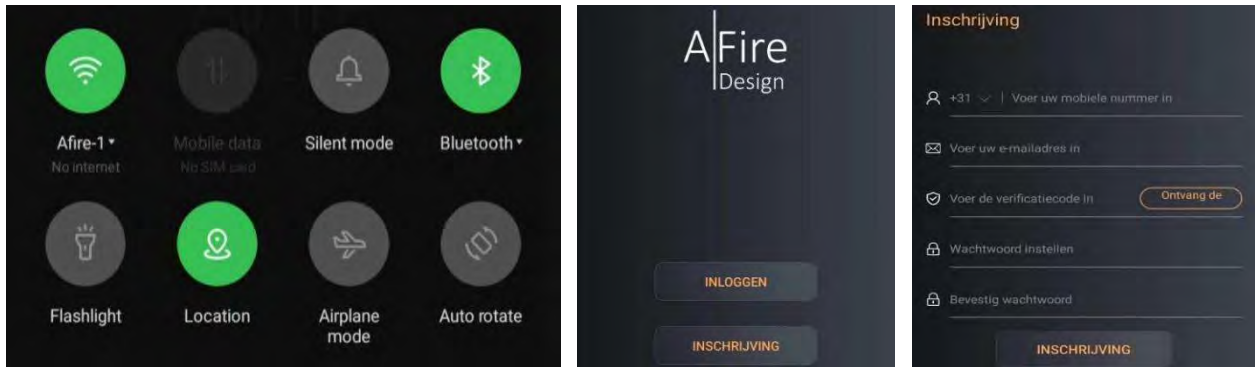 Afire-1
No internet
Mobile data
No SIM card
Silent mode
Bluetooth
Flashlight
Location
Airplane
mode
Auto rotate
A Fire
Design
INLOGGEN
INSCHRIJVING
Inschrijving
+31 | Voer uw mobiele nummer in
Voer uw e-mailadres in
Voer de verificatiecode in
Ontvang de
Wachtwoord instellen
Bevestig wachtwoord
INSCHRIJVING